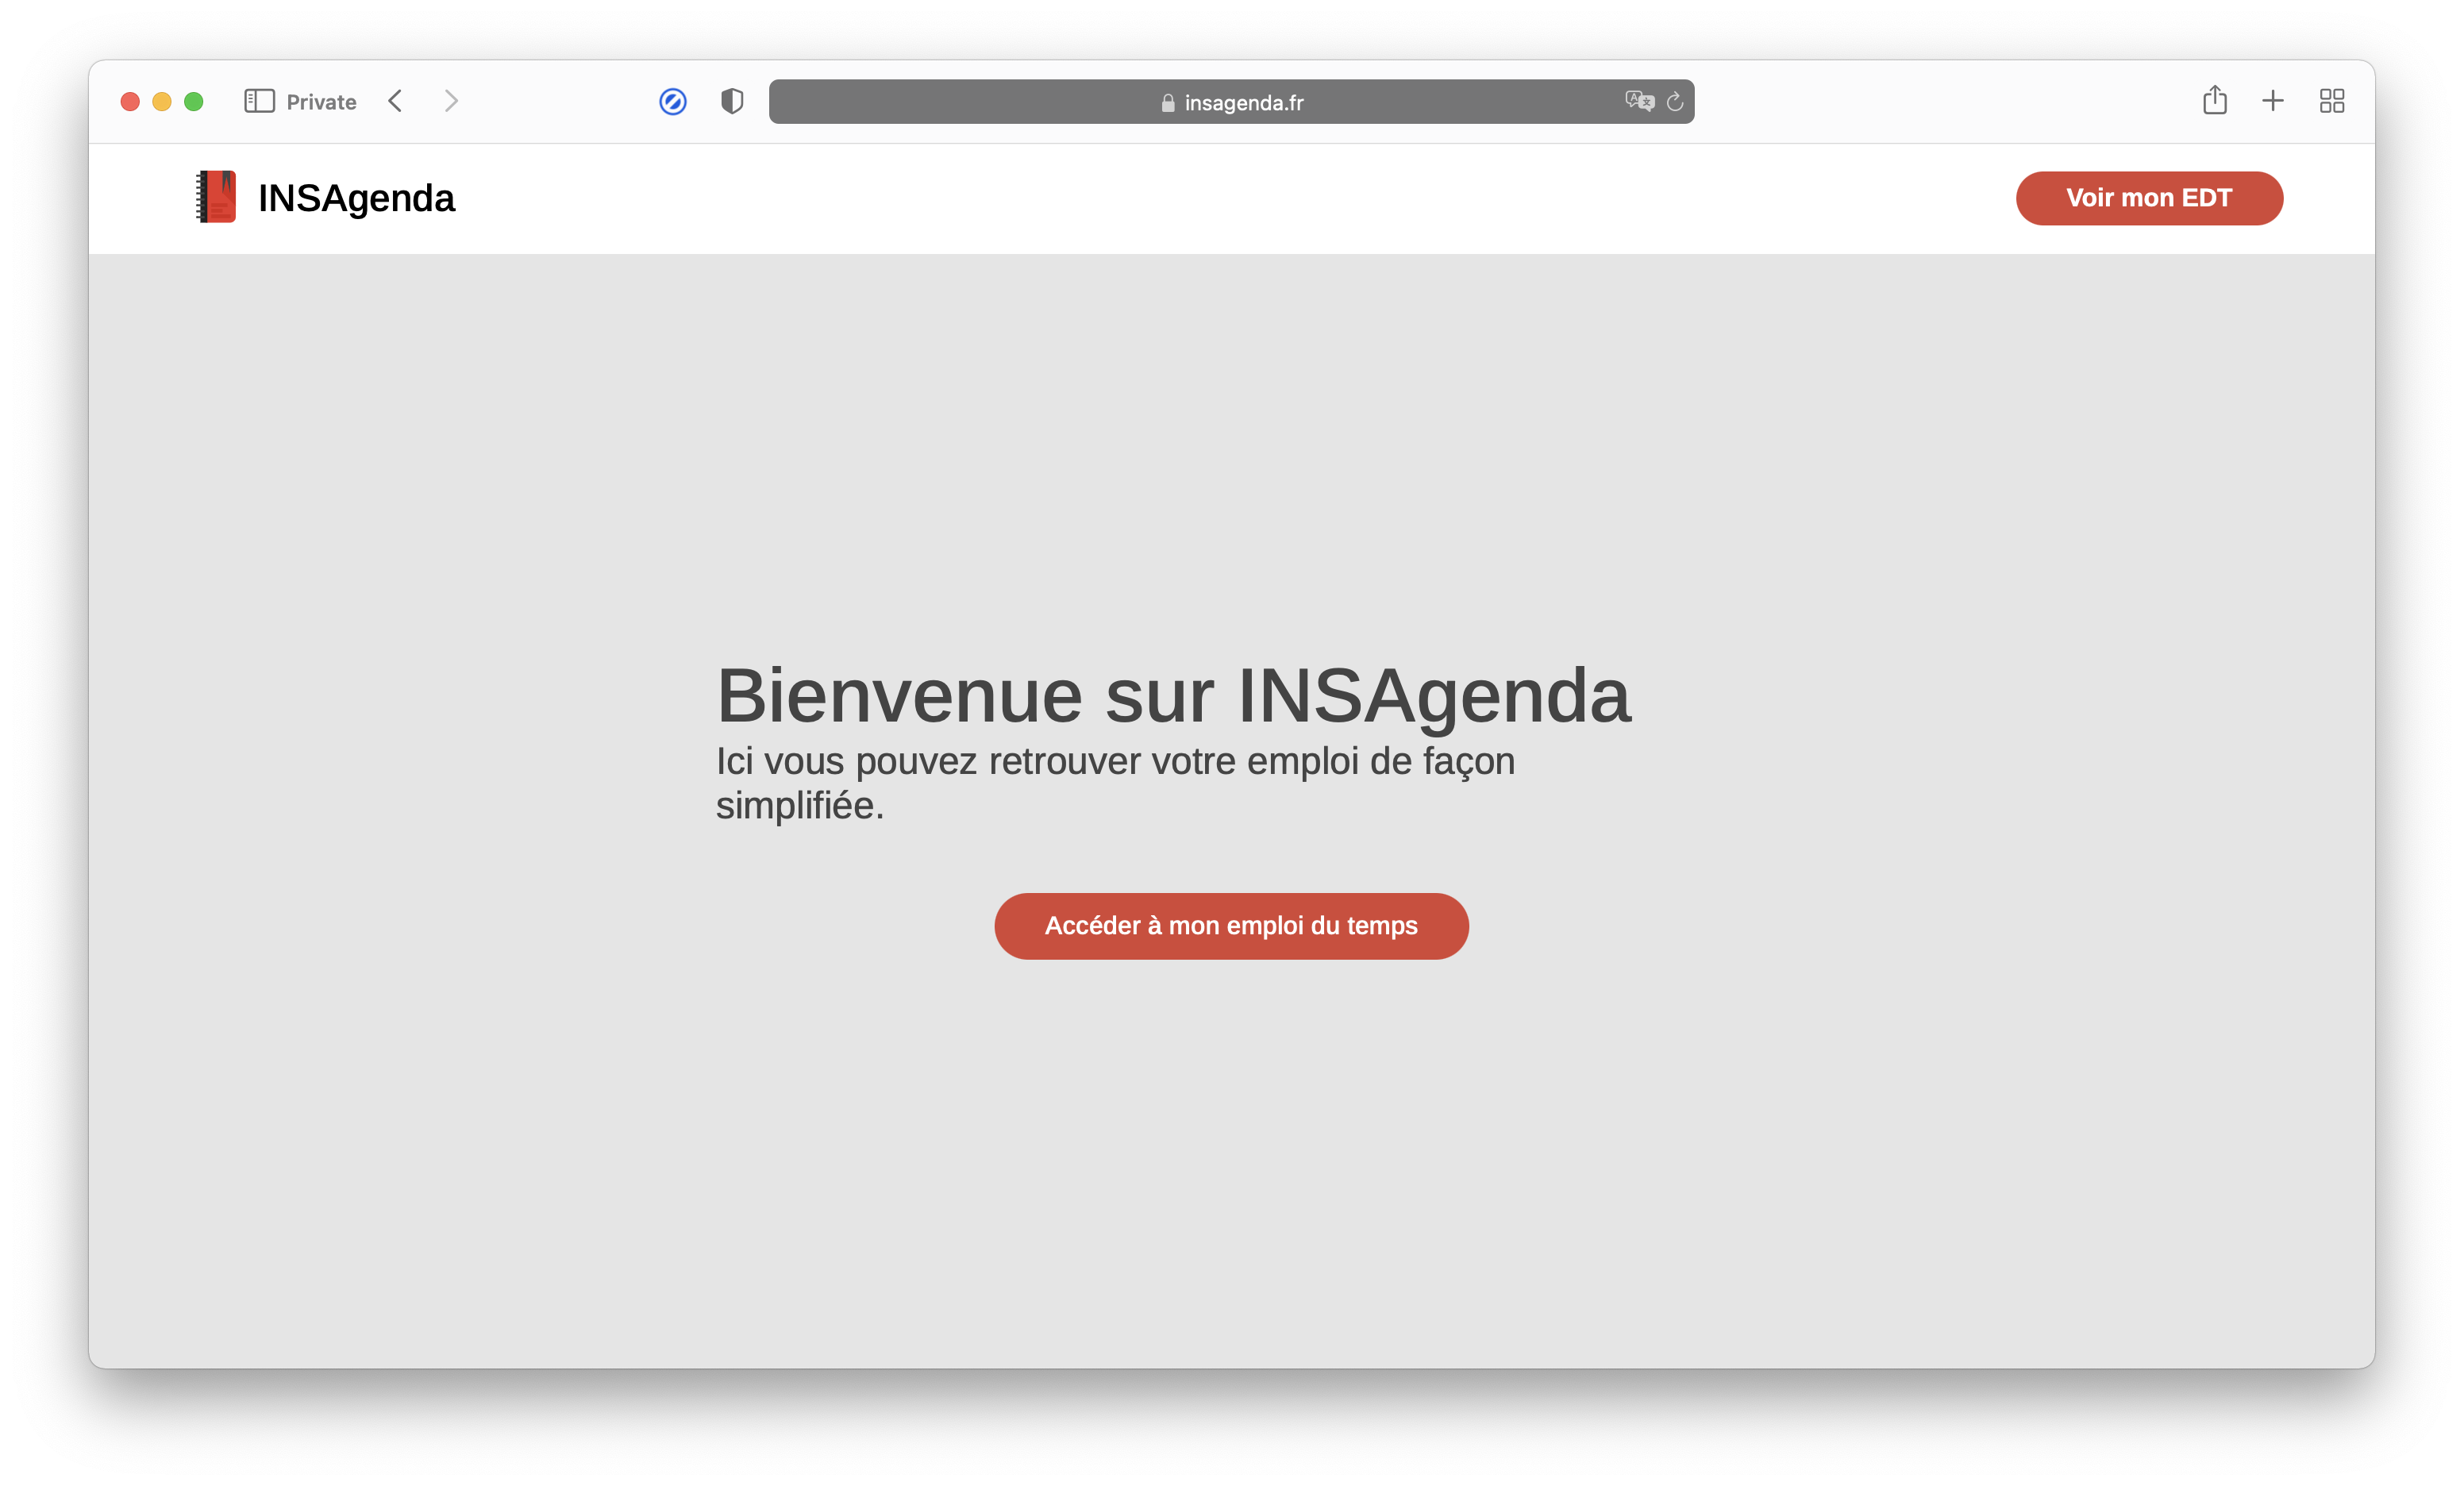 Private
insagenda.fr
INSAgenda
Voir mon EDT
Bienvenue sur INSAgenda
Ici vous pouvez retrouver votre emploi de façon
simplifiée.
Accéder à mon emploi du temps